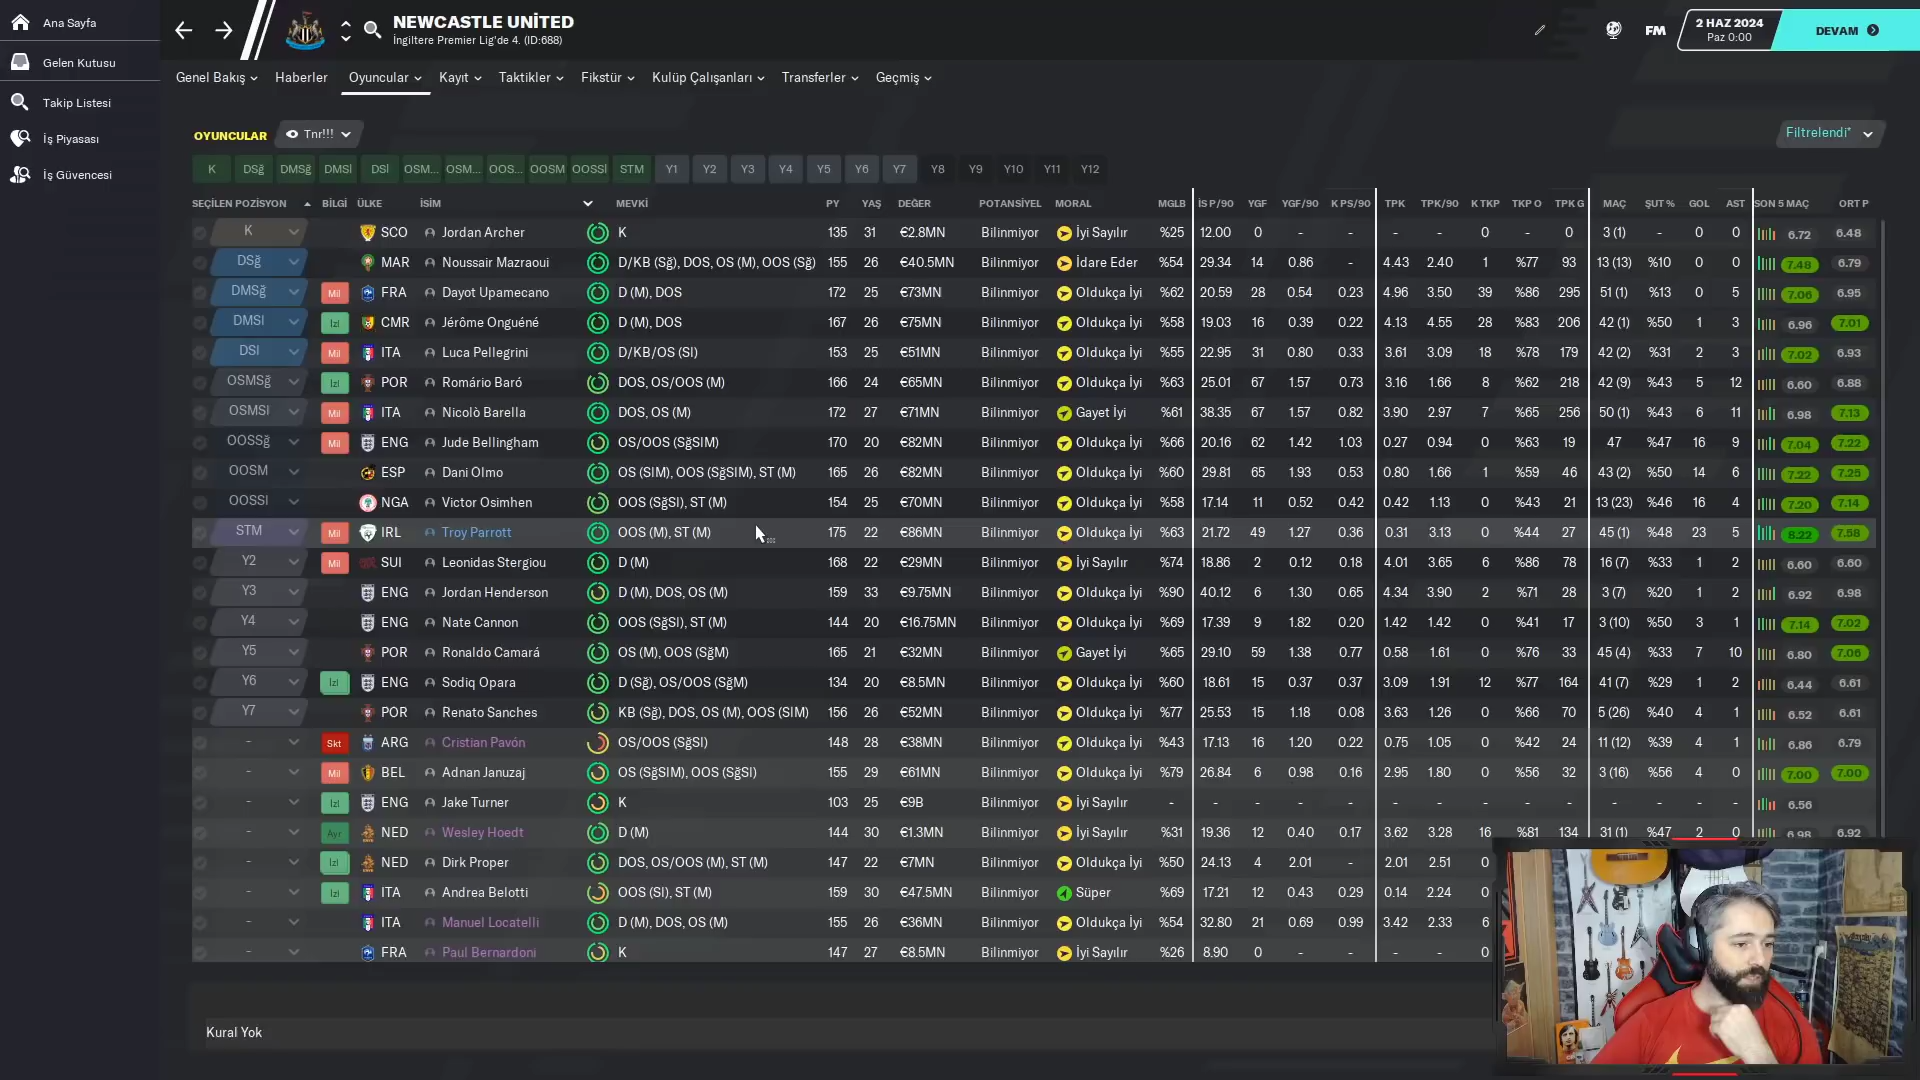 Ana Sayfa
Gelen Kutusu
Takip Listesi
İş Piyasası
İş Güvencesi
NEWCASTLE UNİTED
İngiltere Premier Lig'de 4. (ID:688)
FM
2 HAZ 2024
Paz 0:00
DEVAM
Genel Bakış Haberler Oyuncular Kayıt Taktikler Fikstür Kulüp Çalışanları Transferler Geçmiş
OYUNCULAR Tnr!!! Filtrelendi*
K DSğ DMSğ DMSİ DSİ OSM... OSM... OOS... OOSM OOSSİ STM Y1 Y2 Y3 Y4 Y5 Y6 Y7 Y8 Y9 Y10 Y11 Y12
SEÇİLEN POZİSYON BİLGİ ÜLKE İSİM MEVKİ PY YAŞ DEĞER POTANSİYEL MORAL MGLB İS P/90 YGF YGF/90 K PS/90 TPK TPK/90 K TKP TKP O TPK G MAÇ ŞUT % GOL AST SON 5 MAÇ ORT P
K SCO Jordan Archer K 135 31 €2.8MN Bilinmiyor İyi Sayılır %25 12.00 0 - - - - 0 - 0 3 (1) - 0 0 6.72 6.48
DSğ MAR Noussair Mazraoui D/KB (Sğ), DOS, OS (M), OOS (Sğ) 155 26 €40.5MN Bilinmiyor İdare Eder %54 29.34 14 0.86 - 4.43 2.40 1 %77 93 13 (13) %10 0 0 7.48 6.79
DMSğ Mil FRA Dayot Upamecano D (M), DOS 172 25 €73MN Bilinmiyor Oldukça İyi %62 20.59 28 0.54 0.23 4.96 3.50 39 %86 295 51 (1) %13 0 5 7.06 6.95
DMSI İzl CMR Jérôme Onguéné D (M), DOS 167 26 €75MN Bilinmiyor Oldukça İyi %58 19.03 16 0.39 0.22 4.13 4.55 28 %83 206 42 (1) %50 1 3 6.96 7.01
DSI Mil ITA Luca Pellegrini D/KB/OS (Sl) 153 25 €51MN Bilinmiyor Oldukça İyi %55 22.95 31 0.80 0.33 3.61 3.09 18 %78 179 42 (2) %31 2 3 7.02 6.93
OSMSğ İzl POR Romário Baró DOS, OS/OOS (M) 166 24 €65MN Bilinmiyor Oldukça İyi %63 25.01 67 1.57 0.73 3.16 1.66 8 %62 218 42 (9) %43 5 12 6.60 6.88
OSMSI Mil ITA Nicolò Barella DOS, OS (M) 172 27 €71MN Bilinmiyor Gayet İyi %61 38.35 67 1.57 0.82 3.90 2.97 7 %65 256 50 (1) %43 6 11 6.98 7.13
OOSSğ Mil ENG Jude Bellingham OS/OOS (SğSlM) 170 20 €82MN Bilinmiyor Oldukça İyi %66 20.16 62 1.42 1.03 0.27 0.94 0 %63 19 47 %47 16 9 7.04 7.22
OOSM ESP Dani Olmo OS (SlM), OOS (SğSlM), ST (M) 165 26 €82MN Bilinmiyor Oldukça İyi %60 29.81 65 1.93 0.53 0.80 1.66 1 %59 46 43 (2) %50 14 6 7.22 7.25
OOSSI NGA Victor Osimhen OOS (SğSl), ST (M) 154 25 €70MN Bilinmiyor Oldukça İyi %58 17.14 11 0.52 0.42 0.42 1.13 0 %43 21 13 (23) %46 16 4 7.20 7.14
STM Mil IRL Troy Parrott OOS (M), ST (M) 175 22 €86MN Bilinmiyor Oldukça İyi %63 21.72 49 1.27 0.36 0.31 3.13 0 %44 27 45 (1) %48 23 5 8.22 7.58
Y2 Mil SUI Leonidas Stergiou D (M) 168 22 €29MN Bilinmiyor İyi Sayılır %74 18.86 2 0.12 0.18 4.01 3.65 6 %86 78 16 (7) %33 1 2 6.60 6.60
Y3 ENG Jordan Henderson D (M), DOS, OS (M) 159 33 €9.75MN Bilinmiyor Oldukça İyi %90 40.12 6 1.30 0.65 4.34 3.90 2 %71 28 3 (7) %20 1 2 6.92 6.98
Y4 ENG Nate Cannon OOS (SğSl), ST (M) 144 20 €16.75MN Bilinmiyor Oldukça İyi %69 17.39 9 1.82 0.20 1.42 1.42 0 %41 17 3 (10) %50 3 1 7.14 7.02
Y5 POR Ronaldo Camará OS (M), OOS (SğM) 165 21 €32MN Bilinmiyor Gayet İyi %65 29.10 59 1.38 0.77 0.58 1.61 0 %76 33 45 (4) %33 7 10 6.80 7.06
Y6 İzl ENG Sodiq Opara D (Sğ), OS/OOS (SğM) 134 20 €8.5MN Bilinmiyor Oldukça İyi %60 18.61 15 0.37 0.37 3.09 1.91 12 %77 164 41 (7) %29 1 2 6.44 6.61
Y7 POR Renato Sanches KB (Sğ), DOS, OS (M), OOS (SlM) 156 26 €52MN Bilinmiyor Oldukça İyi %77 25.53 15 1.18 0.08 3.63 1.26 0 %66 70 5 (26) %40 4 1 6.52 6.61
- Skt ARG Cristian Pavón OS/OOS (SğSl) 148 28 €38MN Bilinmiyor Oldukça İyi %43 17.13 16 1.20 0.22 0.75 1.05 0 %42 24 11 (12) %39 4 1 6.86 6.79
- Mil BEL Adnan Januzaj OS (SğSlM), OOS (SğSl) 155 29 €61MN Bilinmiyor Oldukça İyi %79 26.84 6 0.98 0.16 2.95 1.80 0 %56 32 3 (16) %56 4 0 7.00 7.00
- İzl ENG Jake Turner K 103 25 €9B Bilinmiyor İyi Sayılır - - - - - - - - - - - - - - 6.56
- Ayr NED Wesley Hoedt D (M) 144 30 €1.3MN Bilinmiyor İyi Sayılır %31 19.36 12 0.40 0.17 3.62 3.28 16 %81 134 31 (1) %47 2 0 6.98 6.92
- İzl NED Dirk Proper DOS, OS/OOS (M), ST (M) 147 22 €7MN Bilinmiyor Oldukça İyi %50 24.13 4 2.01 - 2.01 2.51 0
- İzl ITA Andrea Belotti OOS (Sl), ST (M) 159 30 €47.5MN Bilinmiyor Süper %69 17.21 12 0.43 0.29 0.14 2.24 0
- ITA Manuel Locatelli D (M), DOS, OS (M) 155 26 €36MN Bilinmiyor Oldukça İyi %54 32.80 21 0.69 0.99 3.42 2.33 6
- FRA Paul Bernardoni K 147 27 €8.5MN Bilinmiyor İyi Sayılır %26 8.90 0 - - - - 0
Kural Yok